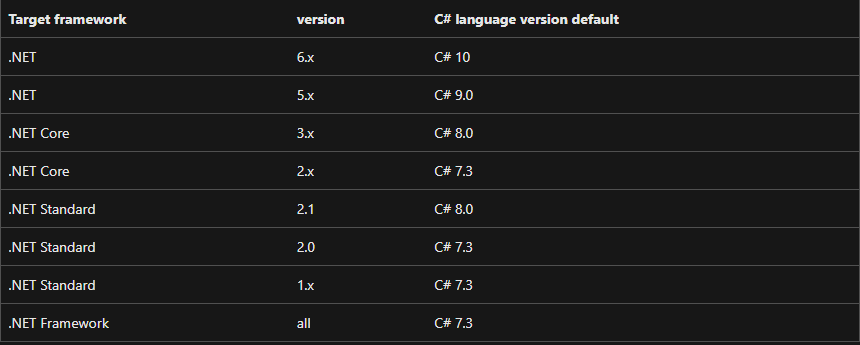 Target framework version C# language version default
.NET 6.x C# 10
.NET 5.x C# 9.0
.NET Core 3.x C# 8.0
.NET Core 2.x C# 7.3
.NET Standard 2.1 C# 8.0
.NET Standard 2.0 C# 7.3
.NET Standard 1.x C# 7.3
.NET Framework all C# 7.3